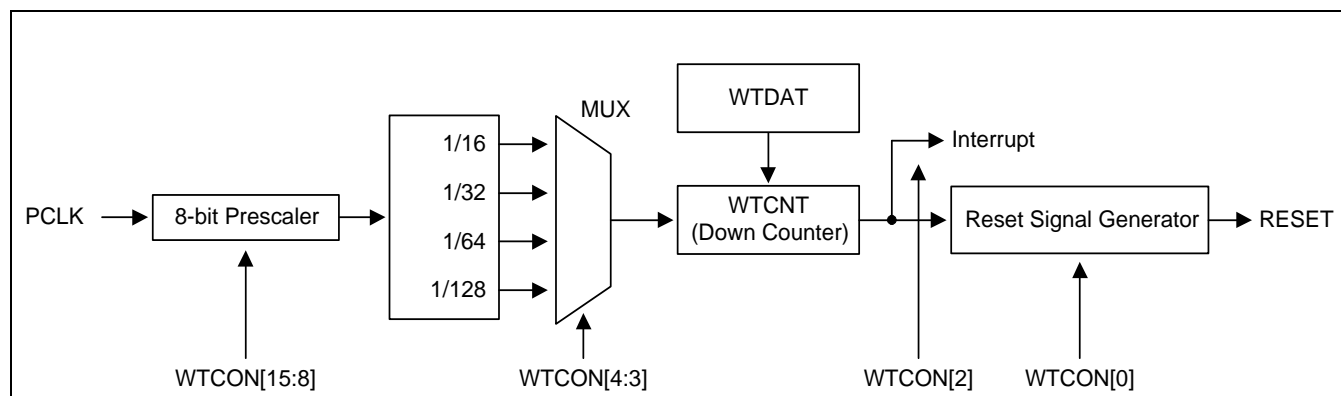 WTDAT
MUX
1/16
Interrupt
1/32
PCLK
8-bit Prescaler
WTCNT
(Down Counter)
Reset Signal Generator
RESET
1/64
1/128
WTCON[15:8]
WTCON[4:3]
WTCON[2]
WTCON[0]